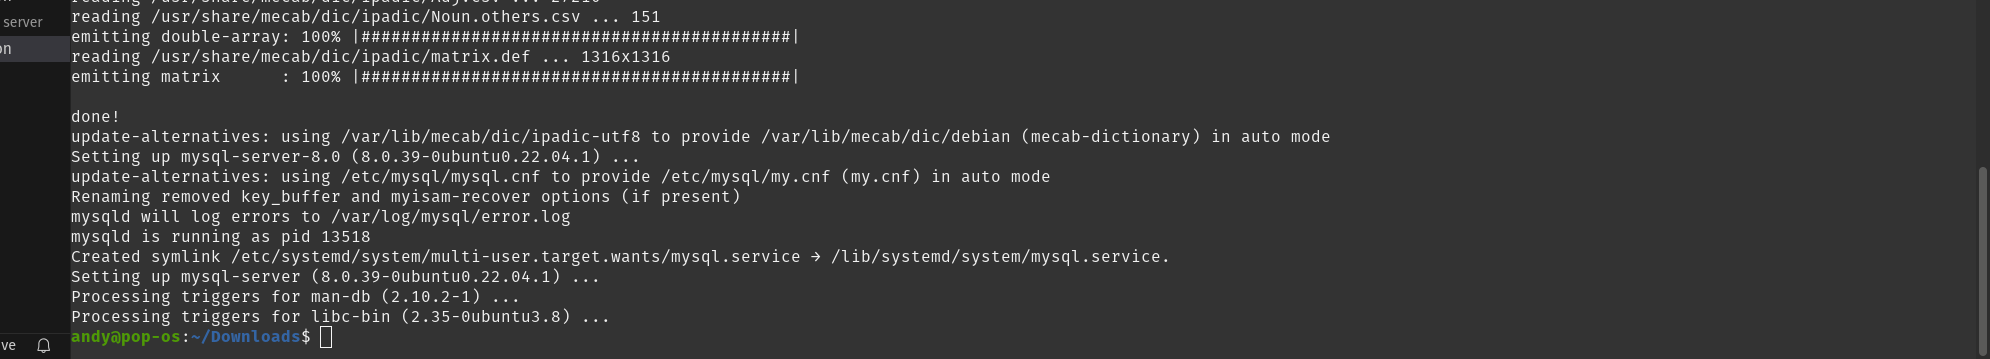 reading /usr/share/mecab/dic/ipadic/Adj.csv ... 27210
server
reading /usr/share/mecab/dic/ipadic/Noun.others.csv ... 151
on
emitting double-array: 100% |###########################################|
reading /usr/share/mecab/dic/ipadic/matrix.def ... 1316x1316
emitting matrix      : 100% |###########################################|
done!
update-alternatives: using /var/lib/mecab/dic/ipadic-utf8 to provide /var/lib/mecab/dic/debian (mecab-dictionary) in auto mode
Setting up mysql-server-8.0 (8.0.39-0ubuntu0.22.04.1) ...
update-alternatives: using /etc/mysql/mysql.cnf to provide /etc/mysql/my.cnf (my.cnf) in auto mode
Renaming removed key_buffer and myisam-recover options (if present)
mysqld will log errors to /var/log/mysql/error.log
mysqld is running as pid 13518
Created symlink /etc/systemd/system/multi-user.target.wants/mysql.service → /lib/systemd/system/mysql.service.
Setting up mysql-server (8.0.39-0ubuntu0.22.04.1) ...
Processing triggers for man-db (2.10.2-1) ...
Processing triggers for libc-bin (2.35-0ubuntu3.8) ...
andy@pop-os:~/Downloads$
ve